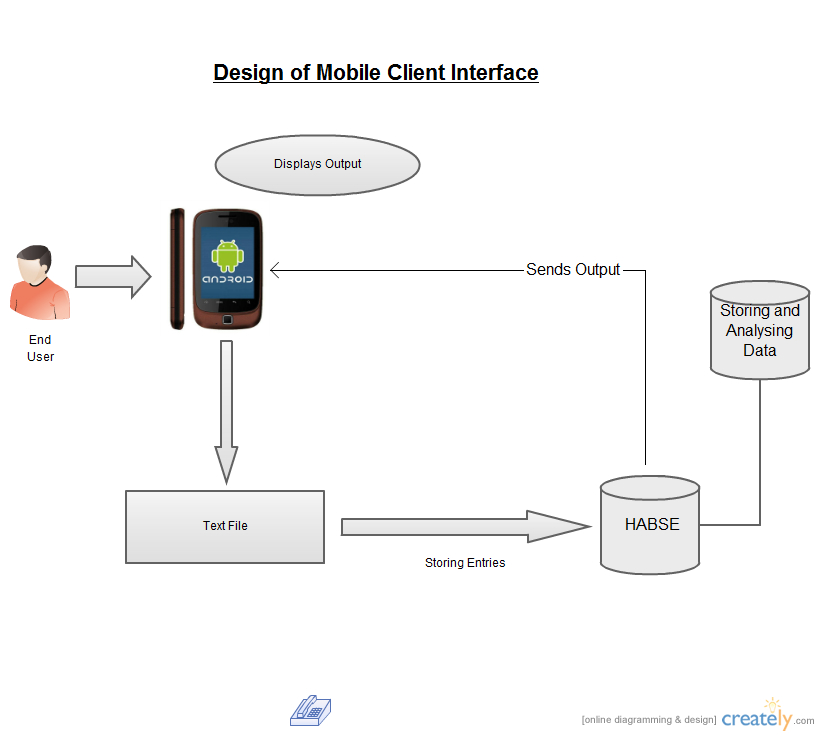 Design of Mobile Client Interface
Displays Output
ANDROID
End
User
Sends Output
Storing and
Analysing
Data
Text File
HABSE
Storing Entries
[online diagramming & design] creately.com